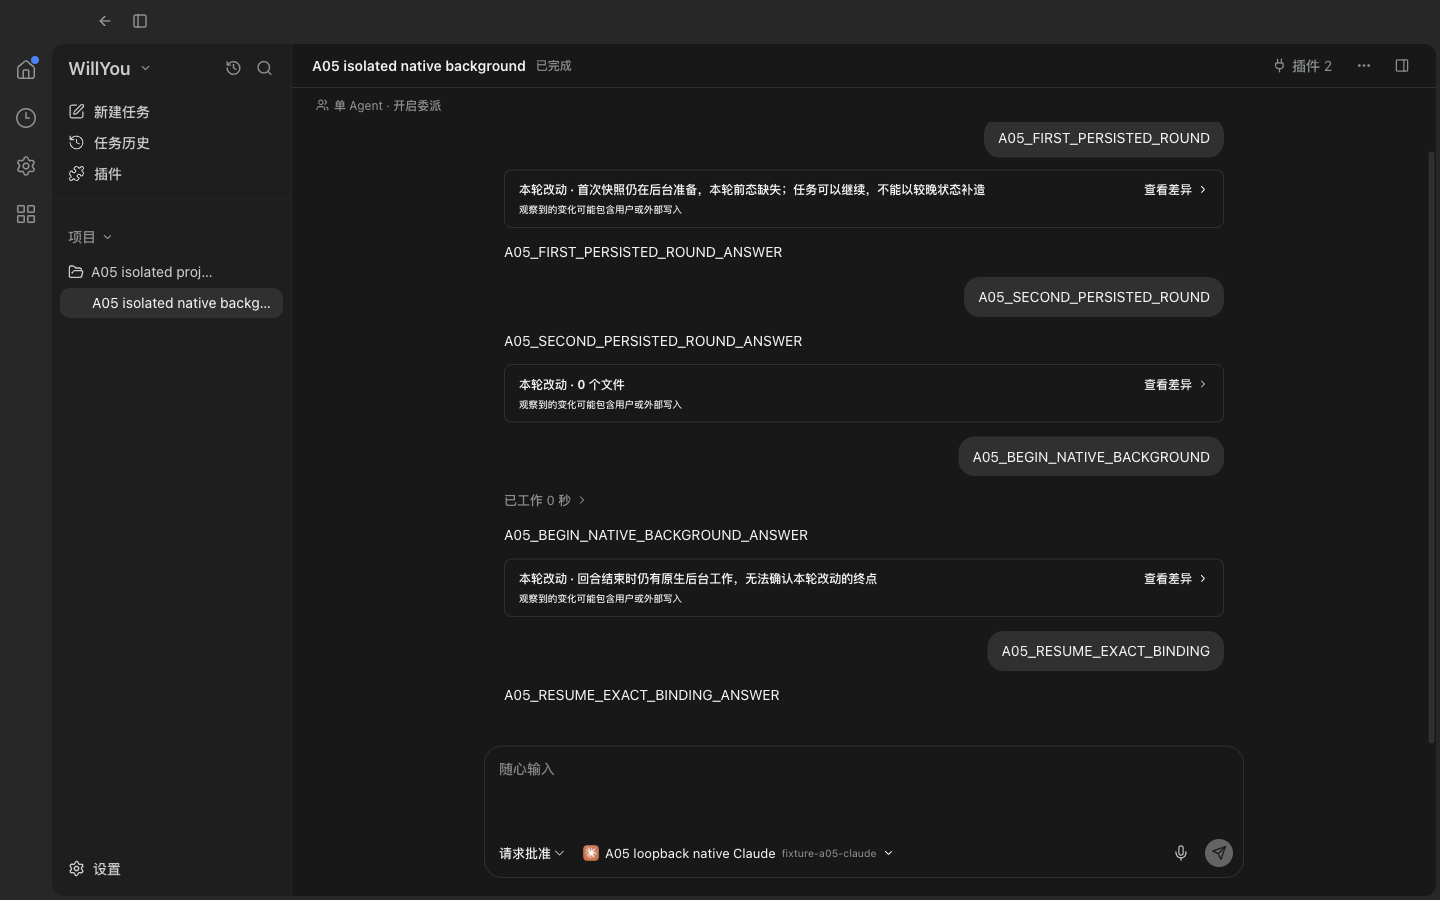 WillYou
新建任务
任务历史
插件
项目
A05 isolated proj...
A05 isolated native backg...
设置
A05 isolated native background 已完成
插件 2
单 Agent · 开启委派
A05_FIRST_PERSISTED_ROUND
本轮改动 · 首次快照仍在后台准备，本轮前态缺失；任务可以继续，不能以较晚状态补造
查看差异
观察到的变化可能包含用户或外部写入
A05_FIRST_PERSISTED_ROUND_ANSWER
A05_SECOND_PERSISTED_ROUND
A05_SECOND_PERSISTED_ROUND_ANSWER
本轮改动 · 0 个文件
查看差异
观察到的变化可能包含用户或外部写入
A05_BEGIN_NATIVE_BACKGROUND
已工作 0 秒
A05_BEGIN_NATIVE_BACKGROUND_ANSWER
本轮改动 · 回合结束时仍有原生后台工作，无法确认本轮改动的终点
查看差异
观察到的变化可能包含用户或外部写入
A05_RESUME_EXACT_BINDING
A05_RESUME_EXACT_BINDING_ANSWER
随心输入
请求批准
A05 loopback native Claude fixture-a05-claude